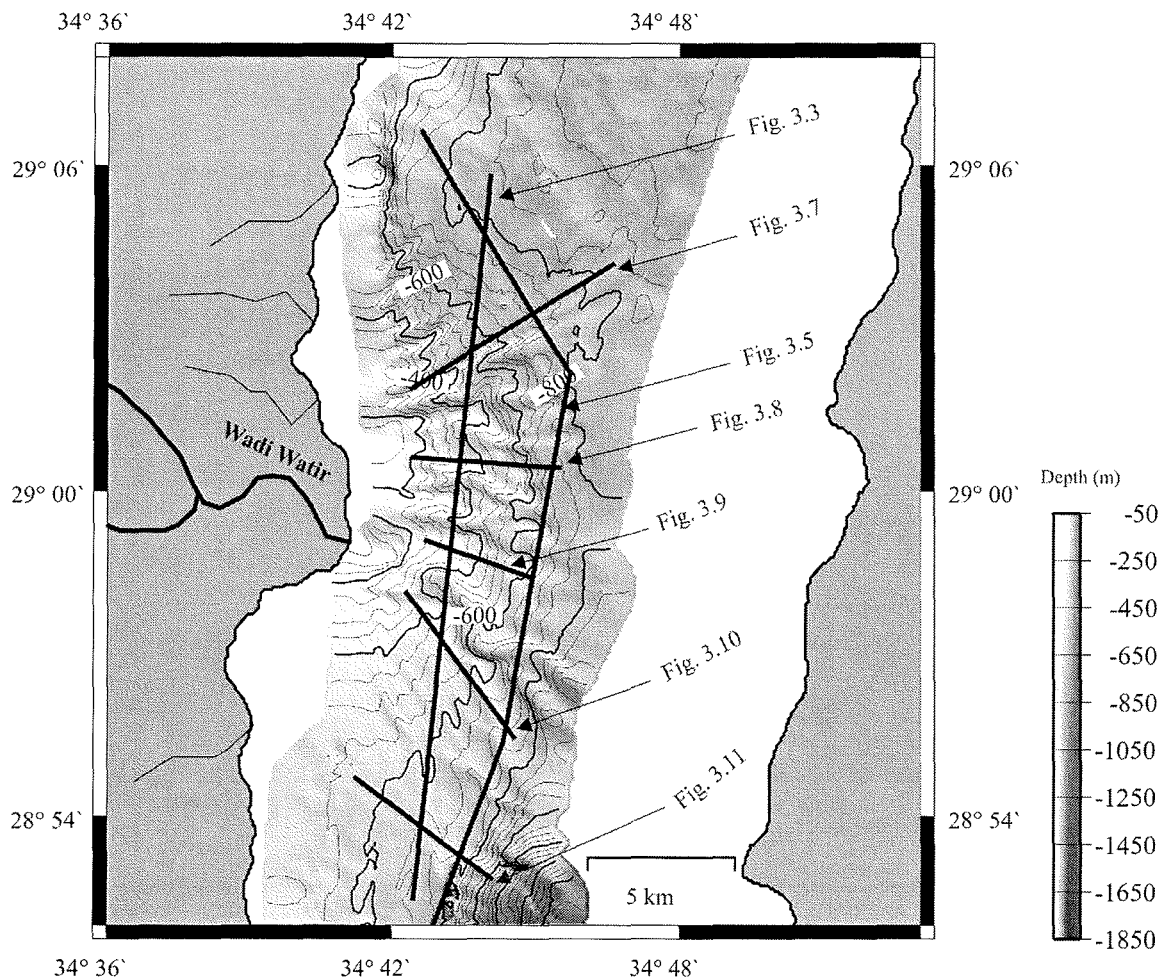 34° 36` 34° 42` 34° 48`
Fig. 3.3
29° 06` 29° 06`
Fig. 3.7
-600
Fig. 3.5
-400
-800
Fig. 3.8
Wadi Watir
29° 00` 29° 00`
Fig. 3.9
-600
Fig. 3.10
Fig. 3.11
28° 54` 28° 54`
5 km
34° 36` 34° 42` 34° 48`
Depth (m)
-50
-250
-450
-650
-850
-1050
-1250
-1450
-1650
-1850